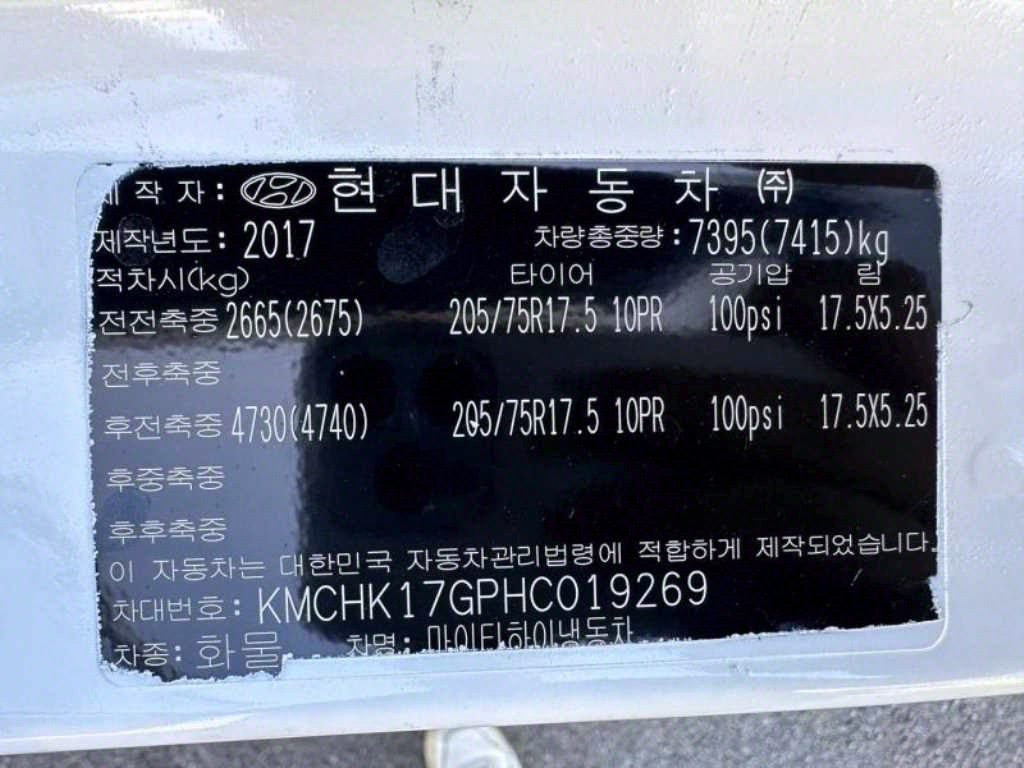 제작자: 현대자동차 ㈜
제작년도: 2017 차량총중량: 7395(7415)kg
적차시(kg) 타이어 공기압 림
전전축중 2665(2675) 205/75R17.5 10PR 100psi 17.5X5.25
전후축중
후전축중 4730(4740) 205/75R17.5 10PR 100psi 17.5X5.25
후중축중
후후축중
이 자동차는 대한민국 자동차관리법령에 적합하게 제작되었습니다.
차대번호: KMCHK17GPHC019269
차종: 화물 차명: 마이티하이냉동차